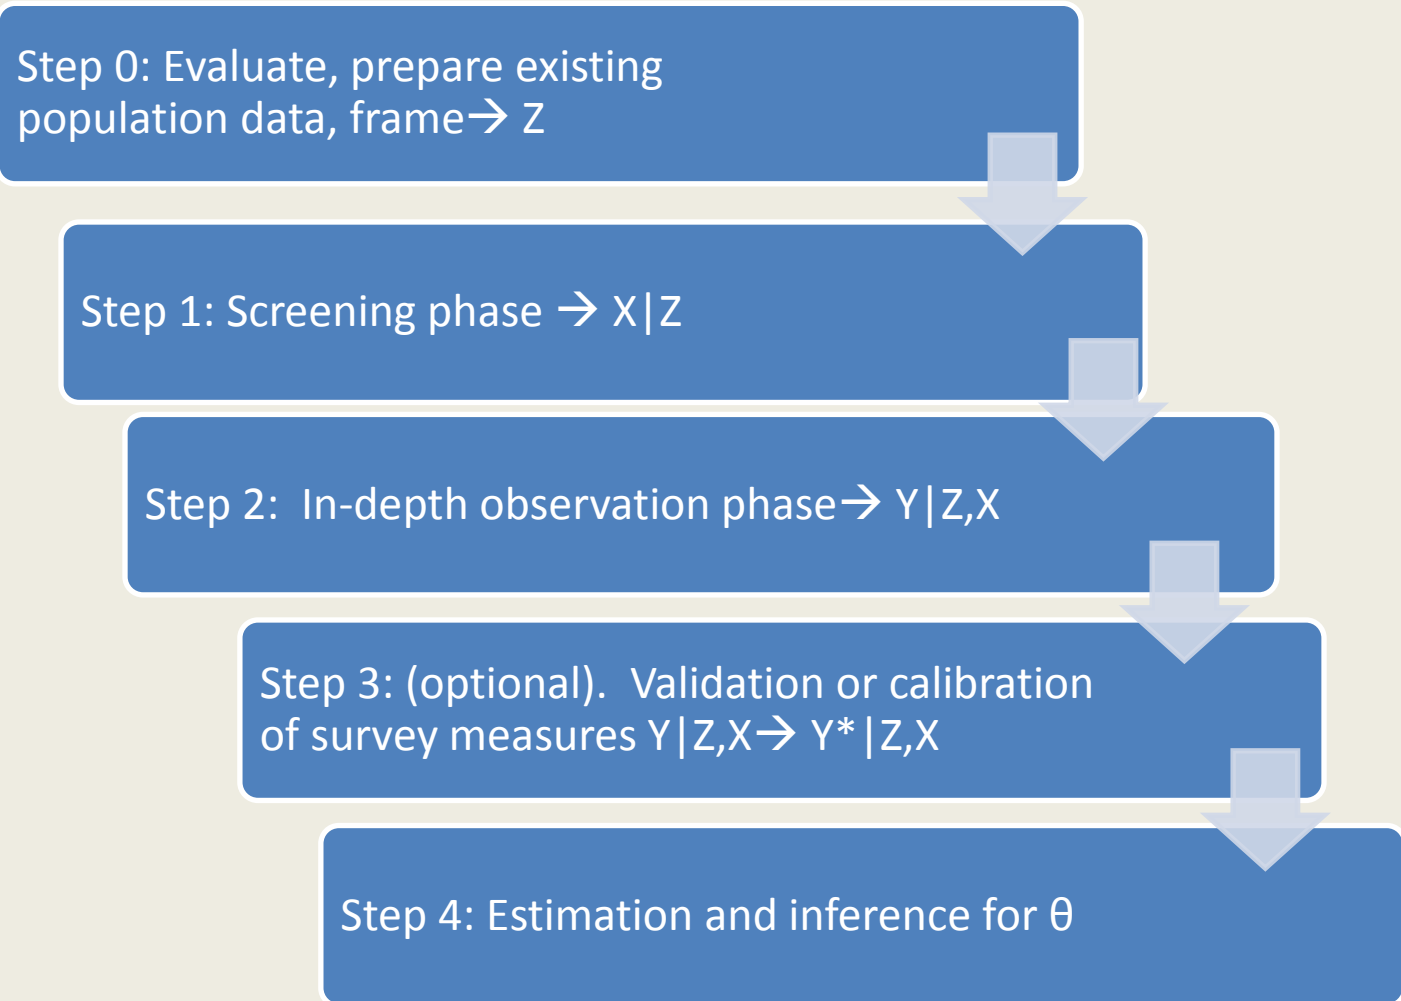 Step 0: Evaluate, prepare existing
population data, frame→ Z
Step 1: Screening phase → X|Z
Step 2:  In-depth observation phase→ Y|Z,X
Step 3: (optional).  Validation or calibration
of survey measures Y|Z,X→ Y*|Z,X
Step 4: Estimation and inference for θ